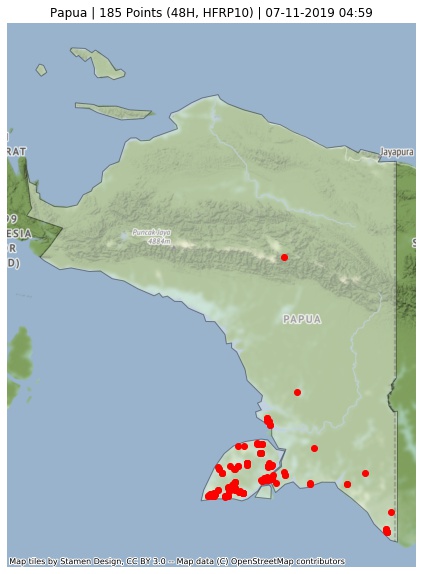 Papua | 185 Points (48H, HFRP10) | 07-11-2019 04:59
Jayapura
RAT
99
ESIA
R
D)
Puncak Jaya
4884m
S
PAPUA
Map tiles by Stamen Design, CC BY 3.0 -- Map data (C) OpenStreetMap contributors